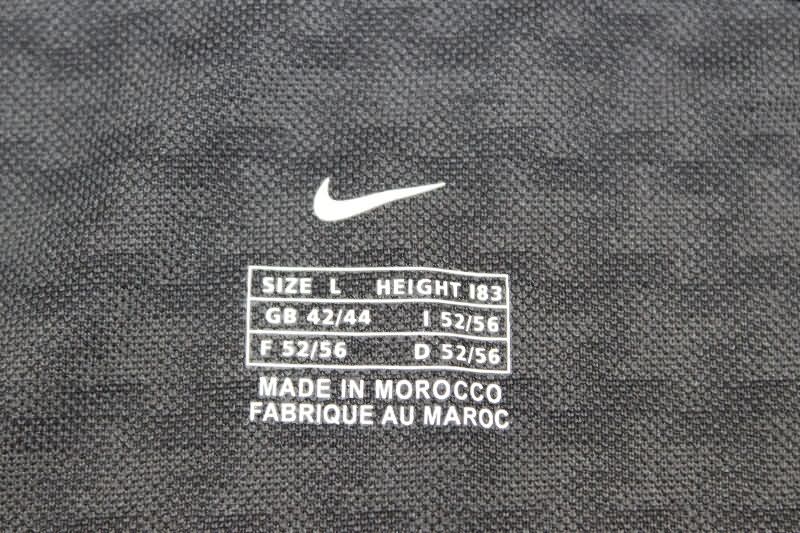 SIZE L HEIGHT 183
GB 42/44 I 52/56
F 52/56 D 52/56
MADE IN MOROCCO
FABRIQUE AU MAROC